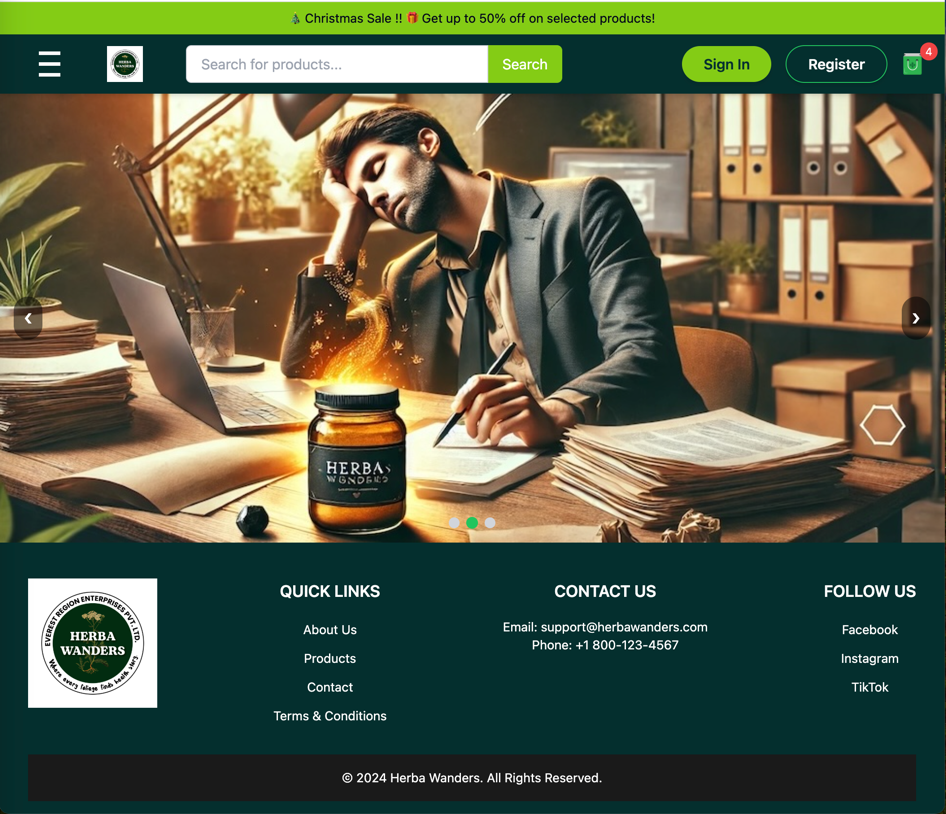 🎄 Christmas Sale !! 🎁 Get up to 50% off on selected products!
HERBA
WANDERS
Search for products...
Search
Sign In
Register
4
HERBA
QUICK LINKS
About Us
Products
Contact
Terms & Conditions
CONTACT US
Email: support@herbawanders.com
Phone: +1 800-123-4567
FOLLOW US
Facebook
Instagram
TikTok
EVEREST REGION ENTERPRISES PVT. LTD.
HERBA
WANDERS
Where every foliage finds health story
© 2024 Herba Wanders. All Rights Reserved.